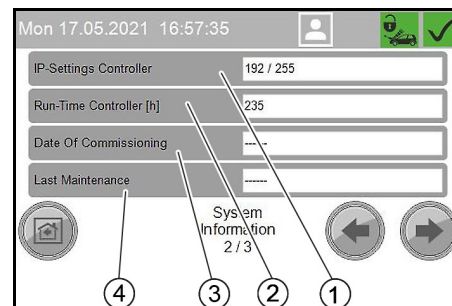 Mon 17.05.2021 16:57:35
IP-Settings Controller 192 / 255
Run-Time Controller [h] 235
Date Of Commissioning ------
Last Maintenance ------
System
Information
2 / 3
4 3 2 1